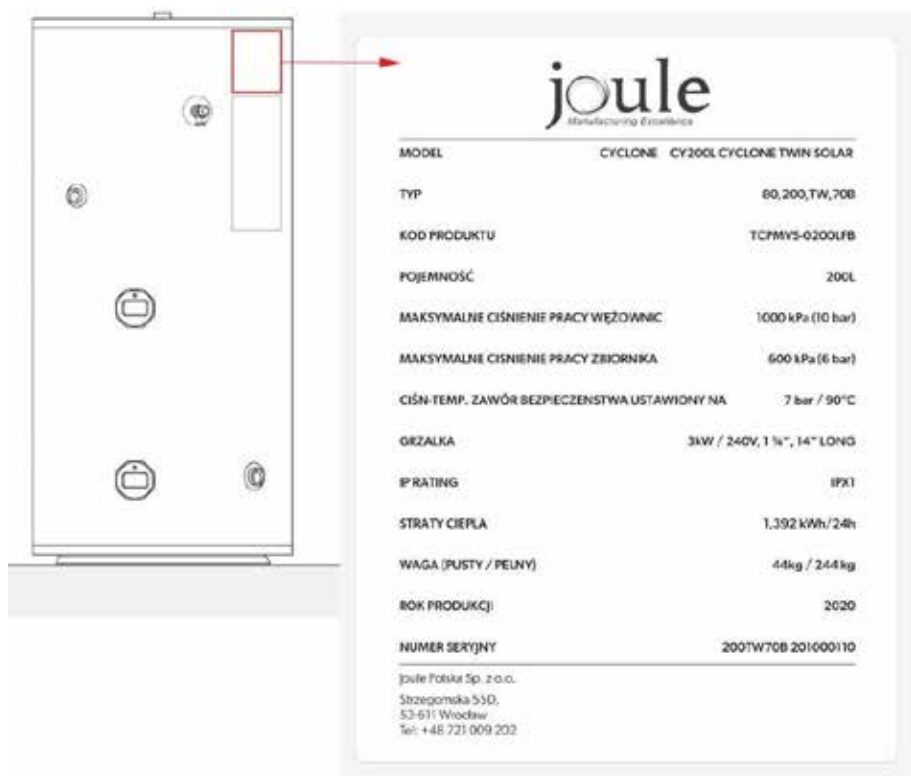 joule
Manufacturing Excellence
MODEL CYCLONE CY200L CYCLONE TWIN SOLAR
TYP 80,200,TW,70B
KOD PRODUKTU TCPMVS-0200LFB
POJEMNOŚĆ 200L
MAKSYMALNE CIŚNIENIE PRACY WĘŻOWNIC 1000 kPa (10 bar)
MAKSYMALNE CISNIENIE PRACY ZBIORNIKA 600 kPa (6 bar)
CIŚN-TEMP. ZAWÓR BEZPIECZENSTWA USTAWIONY NA 7 bar / 90°C
GRZALKA 3kW / 240V, 1 ¾", 14" LONG
IP RATING IPX1
STRATY CIEPLA 1,392 kWh/24h
WAGA (PUSTY / PELNY) 44kg / 244kg
ROK PRODUKCJI 2020
NUMER SERYJNY 200TW70B 201000110
Joule Polska Sp. z o.o.
Strzegomska 55D,
53-611 Wrocław
Tel: +48 721 009 202